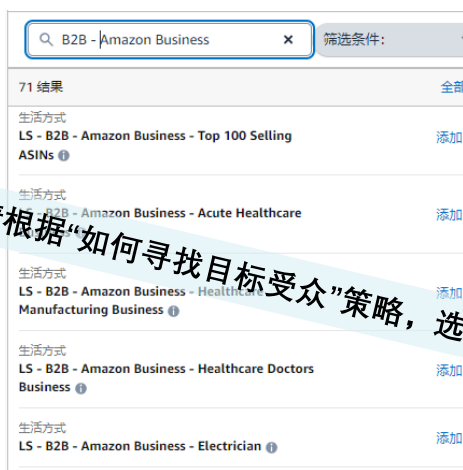 B2B - Amazon Business
筛选条件:
71 结果
全部
生活方式
LS - B2B - Amazon Business - Top 100 Selling
ASINs
添加
生活方式
- B2B - Amazon Business - Acute Healthcare
添加
根据“如何寻找目标受众”策略，选
生活方式
LS - B2B - Amazon Business - Healthcare
Manufacturing Business
添加
生活方式
LS - B2B - Amazon Business - Healthcare Doctors
Business
添加
生活方式
LS - B2B - Amazon Business - Electrician
添加